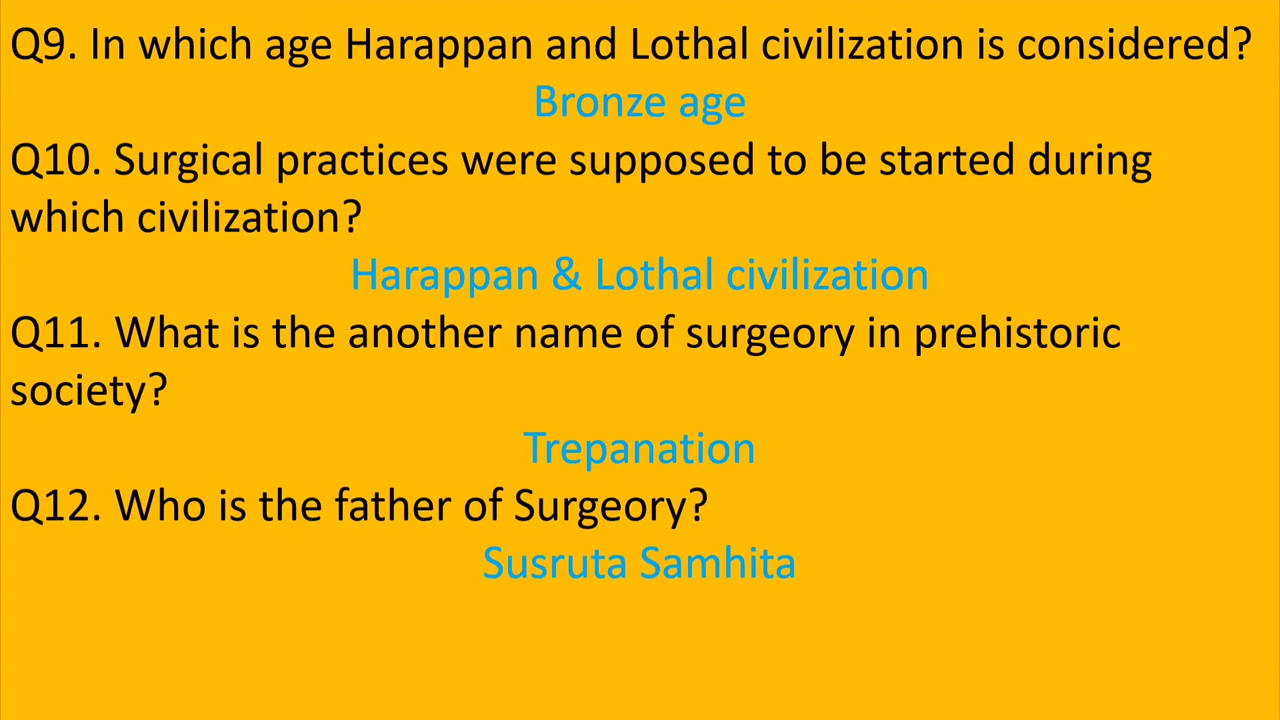 Q9. In which age Harappan and Lothal civilization is considered?
Bronze age
Q10. Surgical practices were supposed to be started during
which civilization?
Harappan & Lothal civilization
Q11. What is the another name of surgeory in prehistoric
society?
Trepanation
Q12. Who is the father of Surgeory?
Susruta Samhita